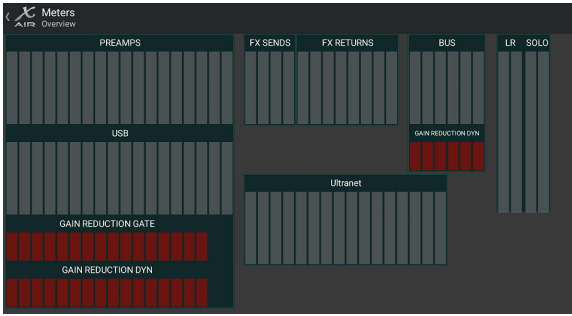 X
AIR
Meters
Overview
PREAMPS
FX SENDS
FX RETURNS
BUS
LR
SOLO
USB
GAIN REDUCTION DYN
Ultranet
GAIN REDUCTION GATE
GAIN REDUCTION DYN